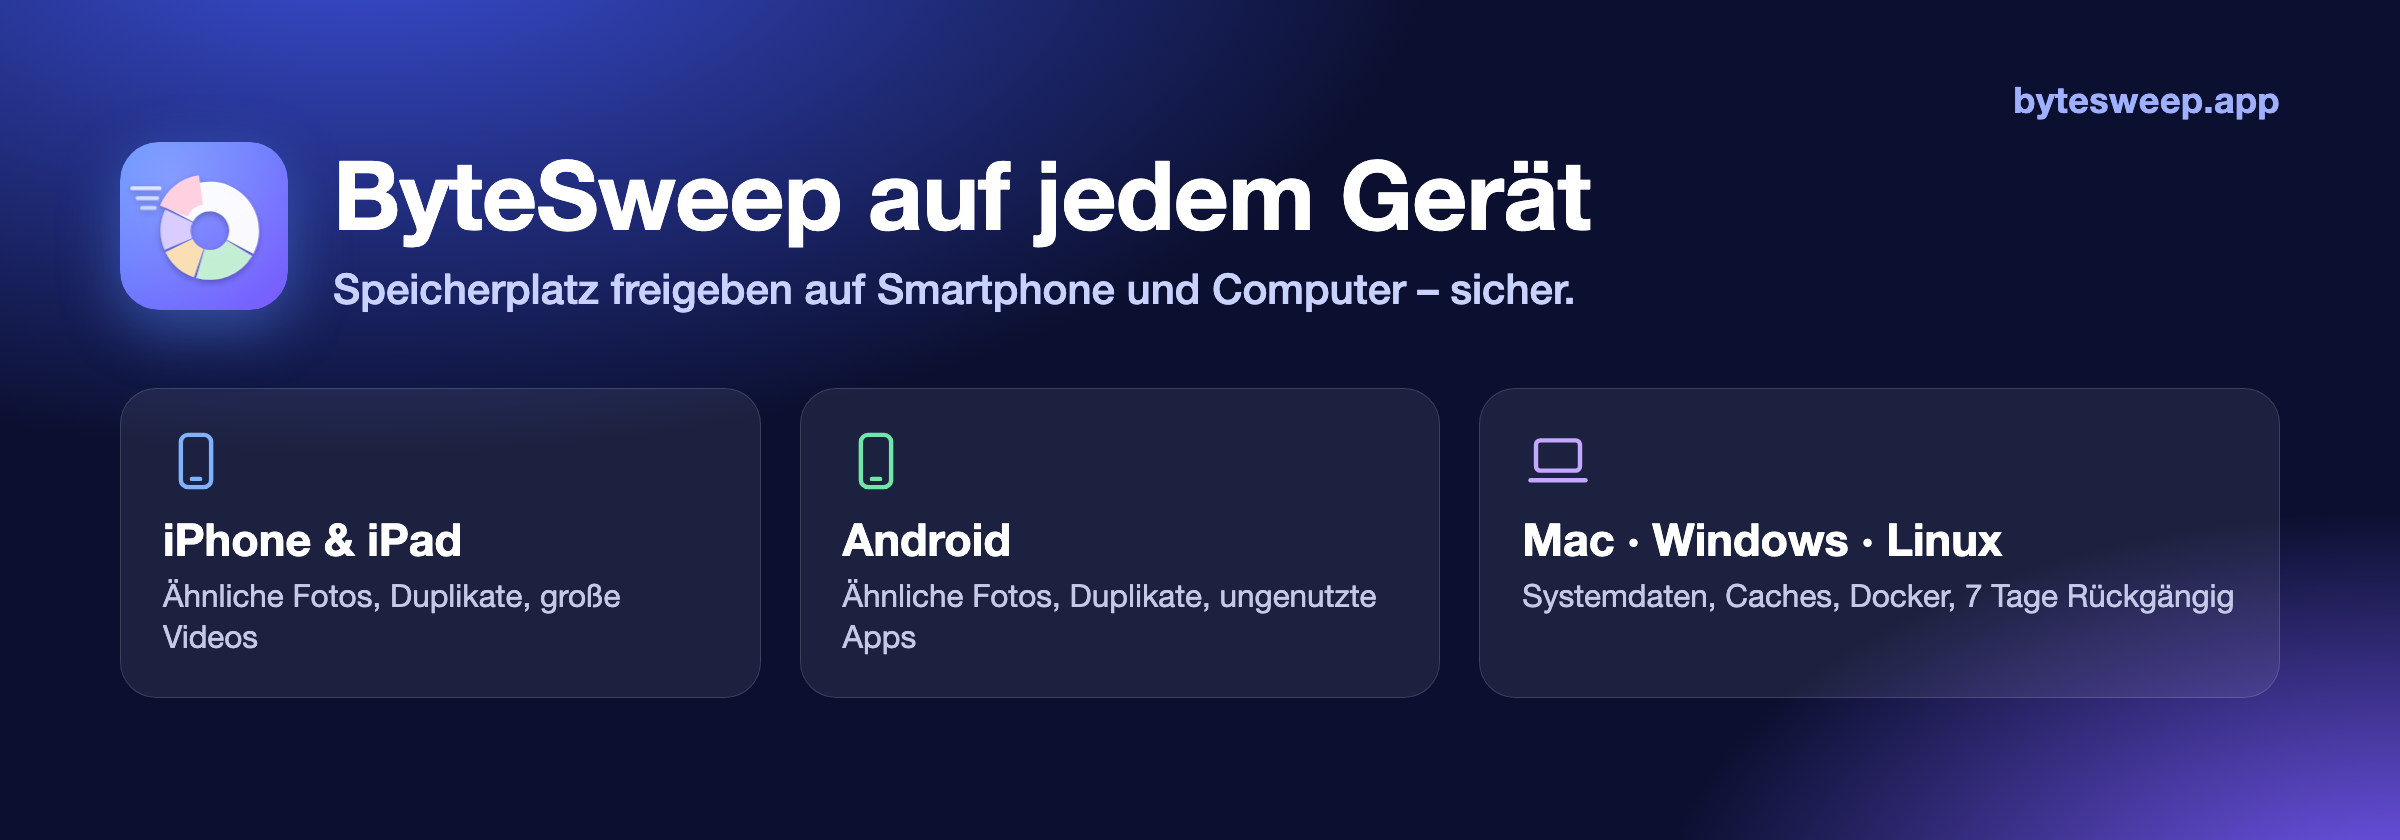 bytesweep.app
ByteSweep auf jedem Gerät
Speicherplatz freigeben auf Smartphone und Computer – sicher.
iPhone & iPad
Ähnliche Fotos, Duplikate, große
Videos
Android
Ähnliche Fotos, Duplikate, ungenutzte
Apps
Mac · Windows · Linux
Systemdaten, Caches, Docker, 7 Tage Rückgängig